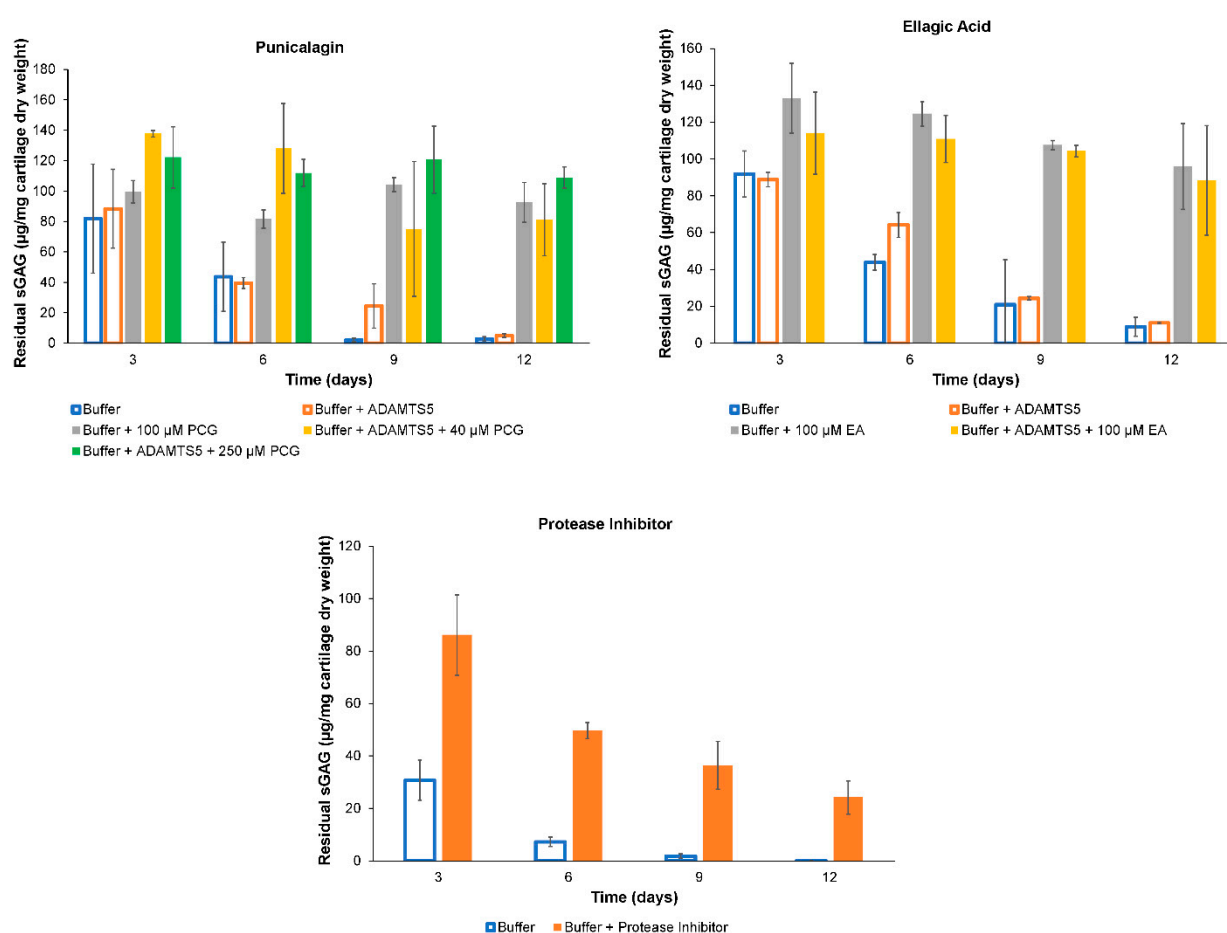 Punicalagin
Residual sGAG (µg/mg cartilage dry weight)
180
160
140
120
100
80
60
40
20
0
3 6 9 12
Time (days)
Buffer
Buffer + ADAMTS5
Buffer + 100 µM PCG
Buffer + ADAMTS5 + 40 µM PCG
Buffer + ADAMTS5 + 250 µM PCG
Ellagic Acid
Residual sGAG (µg/mg cartilage dry weight)
160
140
120
100
80
60
40
20
0
3 6 9 12
Time (days)
Buffer
Buffer + ADAMTS5
Buffer + 100 µM EA
Buffer + ADAMTS5 + 100 µM EA
Protease Inhibitor
Residual sGAG (µg/mg cartilage dry weight)
120
100
80
60
40
20
0
3 6 9 12
Time (days)
Buffer
Buffer + Protease Inhibitor